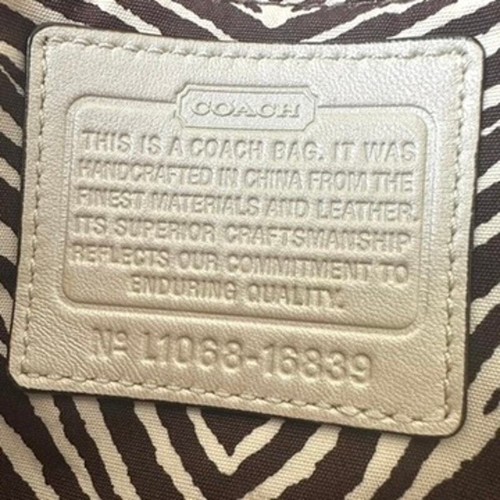 COACH
THIS IS A COACH BAG. IT WAS
HANDCRAFTED IN CHINA FROM THE
FINEST MATERIALS AND LEATHER.
ITS SUPERIOR CRAFTSMANSHIP
REFLECTS OUR COMMITMENT TO
ENDURING QUALITY.
Nº L1068-16839